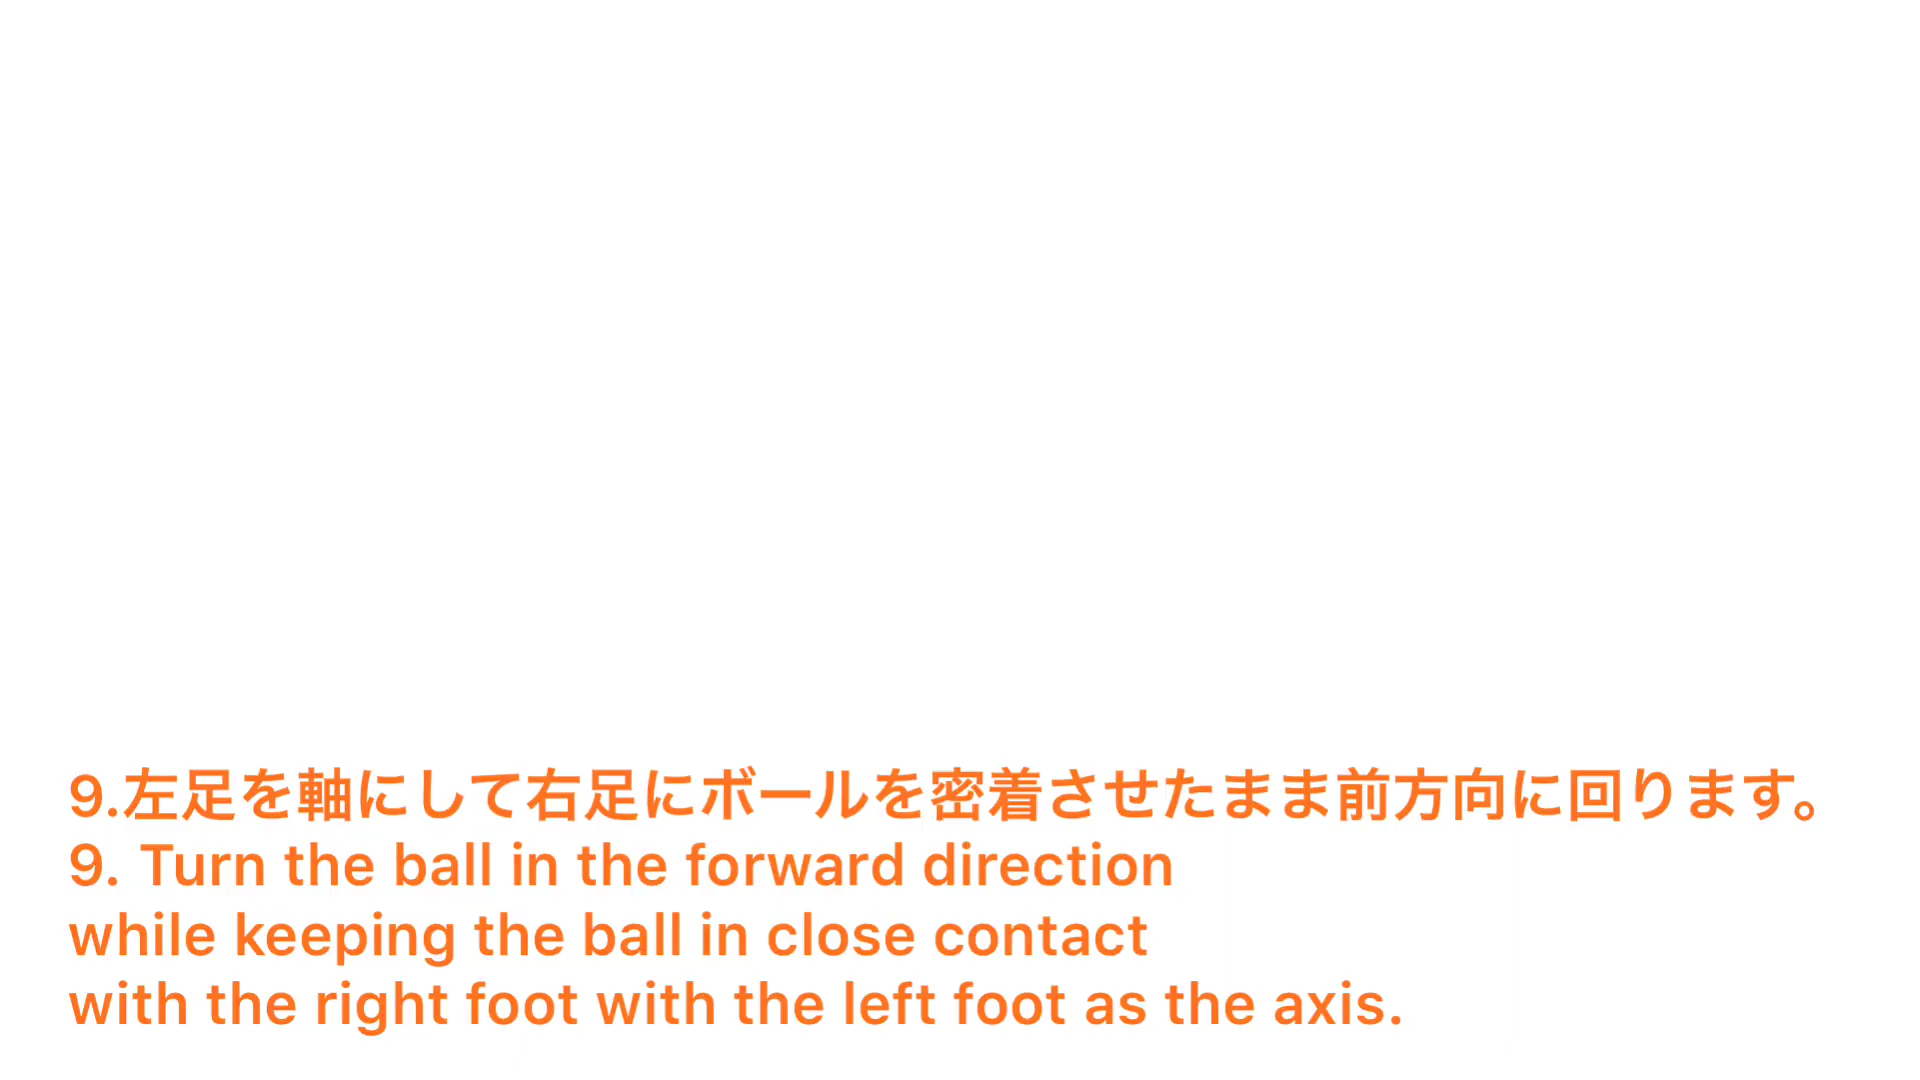 9.左足を軸にして右足にボールを密着させたまま前方向に回ります。
9. Turn the ball in the forward direction
while keeping the ball in close contact
with the right foot with the left foot as the axis.